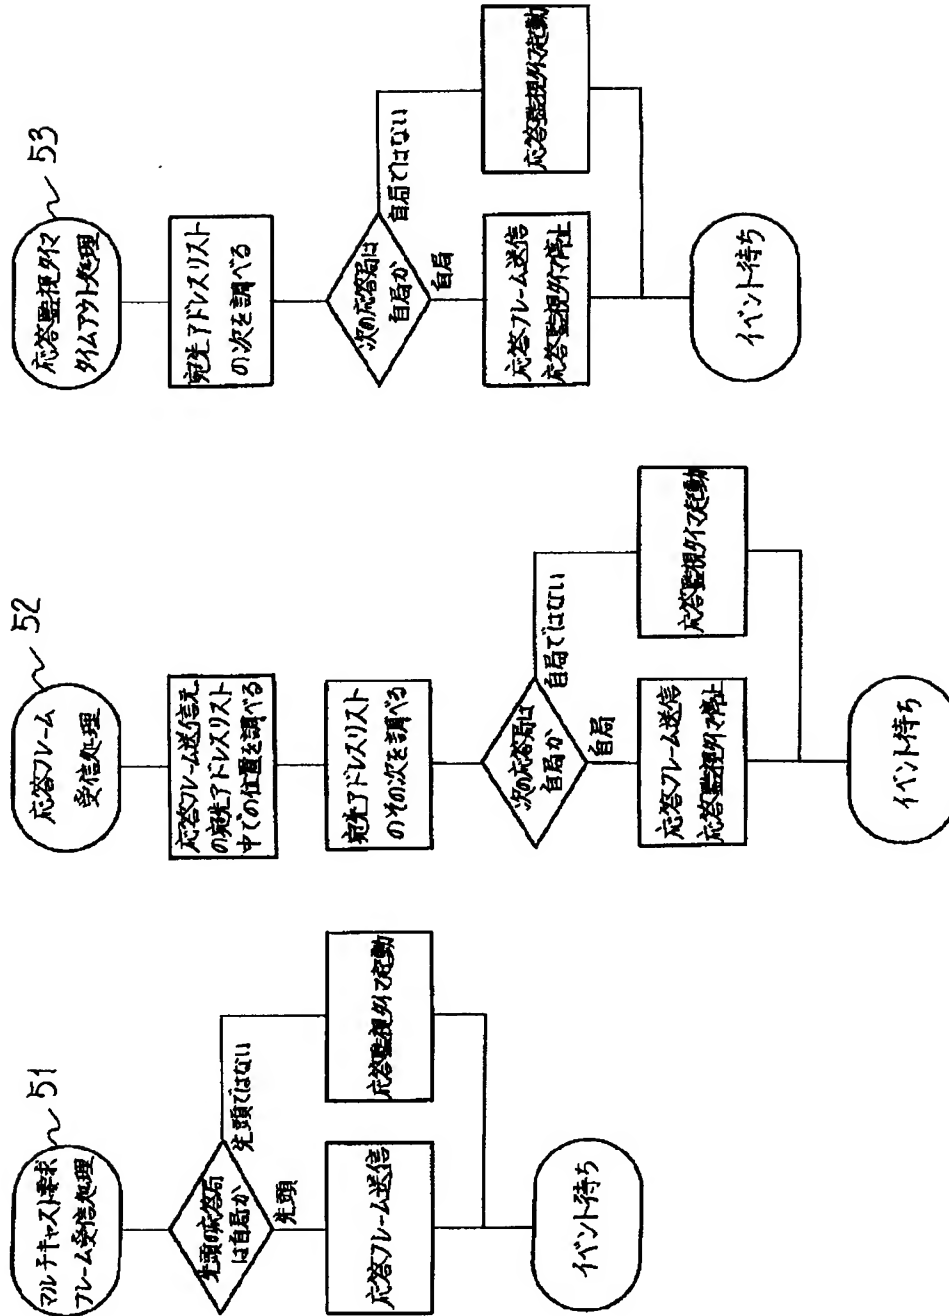 マルチキャスト要求
フレーム受信処理
51
先頭の応答局
は自局か
先頭
先頭ではない
応答フレーム送信
応答監視タイマ起動
イベント待ち
応答フレーム
受信処理
52
応答フレーム送信元
の宛先アドレスリスト
中での位置を調べる
宛先アドレスリスト
のその次を調べる
次の応答局は
自局か
自局
自局ではない
応答フレーム送信
応答監視タイマ停止
応答監視タイマ起動
イベント待ち
応答監視タイマ
タイムアウト処理
53
宛先アドレスリスト
の次を調べる
次の応答局は
自局か
自局
自局ではない
応答フレーム送信
応答監視タイマ停止
応答監視タイマ起動
イベント待ち